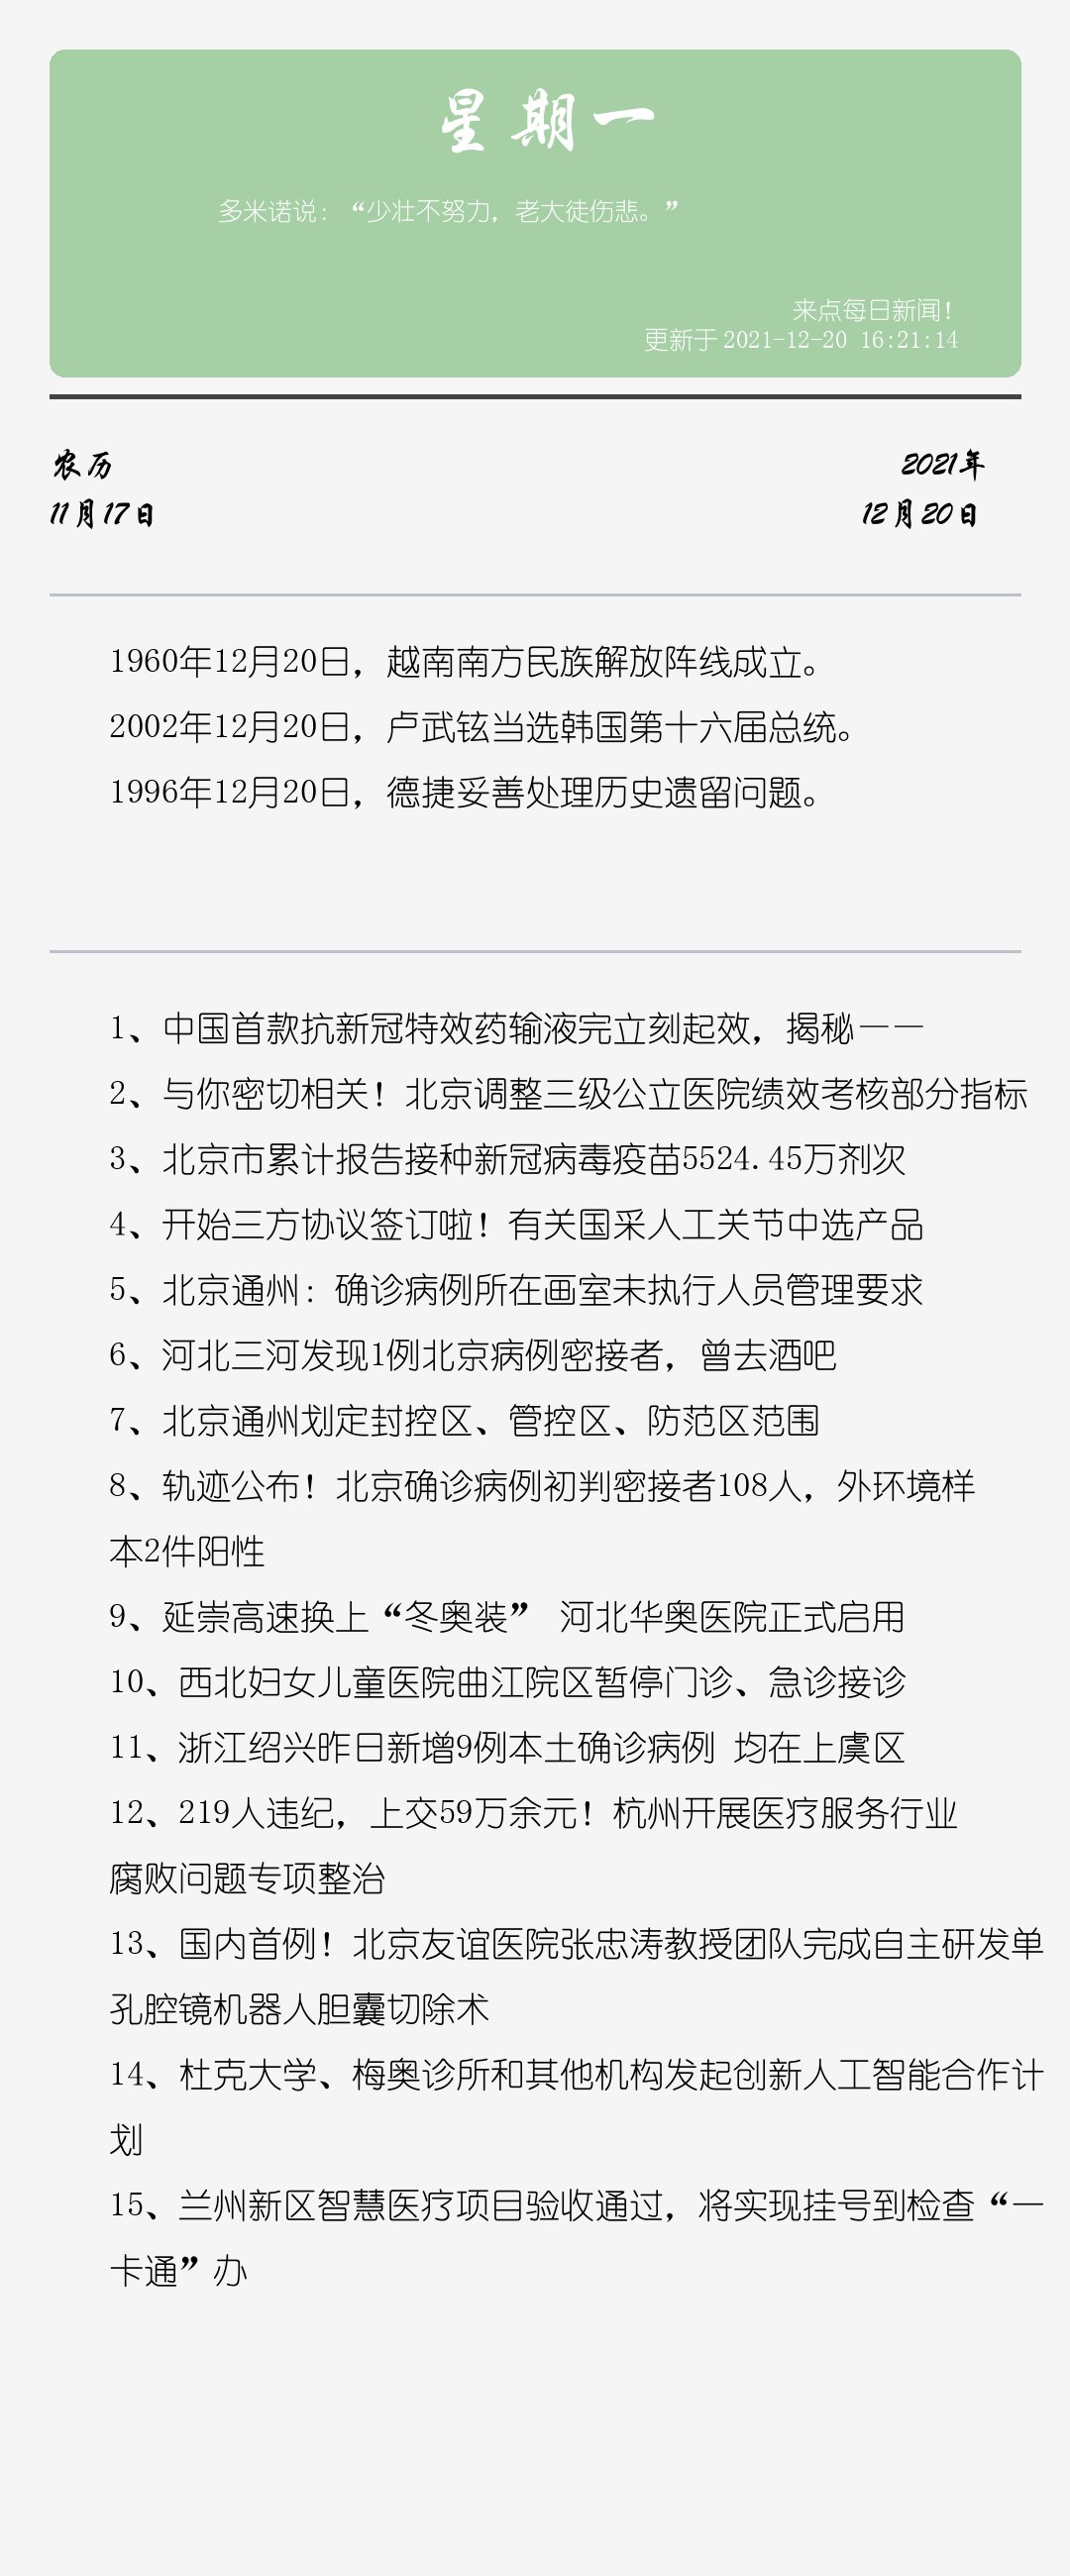 星期一
多米诺说：“少壮不努力，老大徒伤悲。”
来点每日新闻！
更新于 2021-12-20 16:21:14
农历
2021年
11月17日
12月20日
1960年12月20日，越南南方民族解放阵线成立。
2002年12月20日，卢武铉当选韩国第十六届总统。
1996年12月20日，德捷妥善处理历史遗留问题。
1、中国首款抗新冠特效药输液完立刻起效，揭秘——
2、与你密切相关！北京调整三级公立医院绩效考核部分指标
3、北京市累计报告接种新冠病毒疫苗5524.45万剂次
4、开始三方协议签订啦！有关国采人工关节中选产品
5、北京通州：确诊病例所在画室未执行人员管理要求
6、河北三河发现1例北京病例密接者，曾去酒吧
7、北京通州划定封控区、管控区、防范区范围
8、轨迹公布！北京确诊病例初判密接者108人，外环境样
本2件阳性
9、延崇高速换上“冬奥装” 河北华奥医院正式启用
10、西北妇女儿童医院曲江院区暂停门诊、急诊接诊
11、浙江绍兴昨日新增9例本土确诊病例 均在上虞区
12、219人违纪，上交59万余元！杭州开展医疗服务行业
腐败问题专项整治
13、国内首例！北京友谊医院张忠涛教授团队完成自主研发单
孔腔镜机器人胆囊切除术
14、杜克大学、梅奥诊所和其他机构发起创新人工智能合作计
划
15、兰州新区智慧医疗项目验收通过，将实现挂号到检查“一
卡通”办